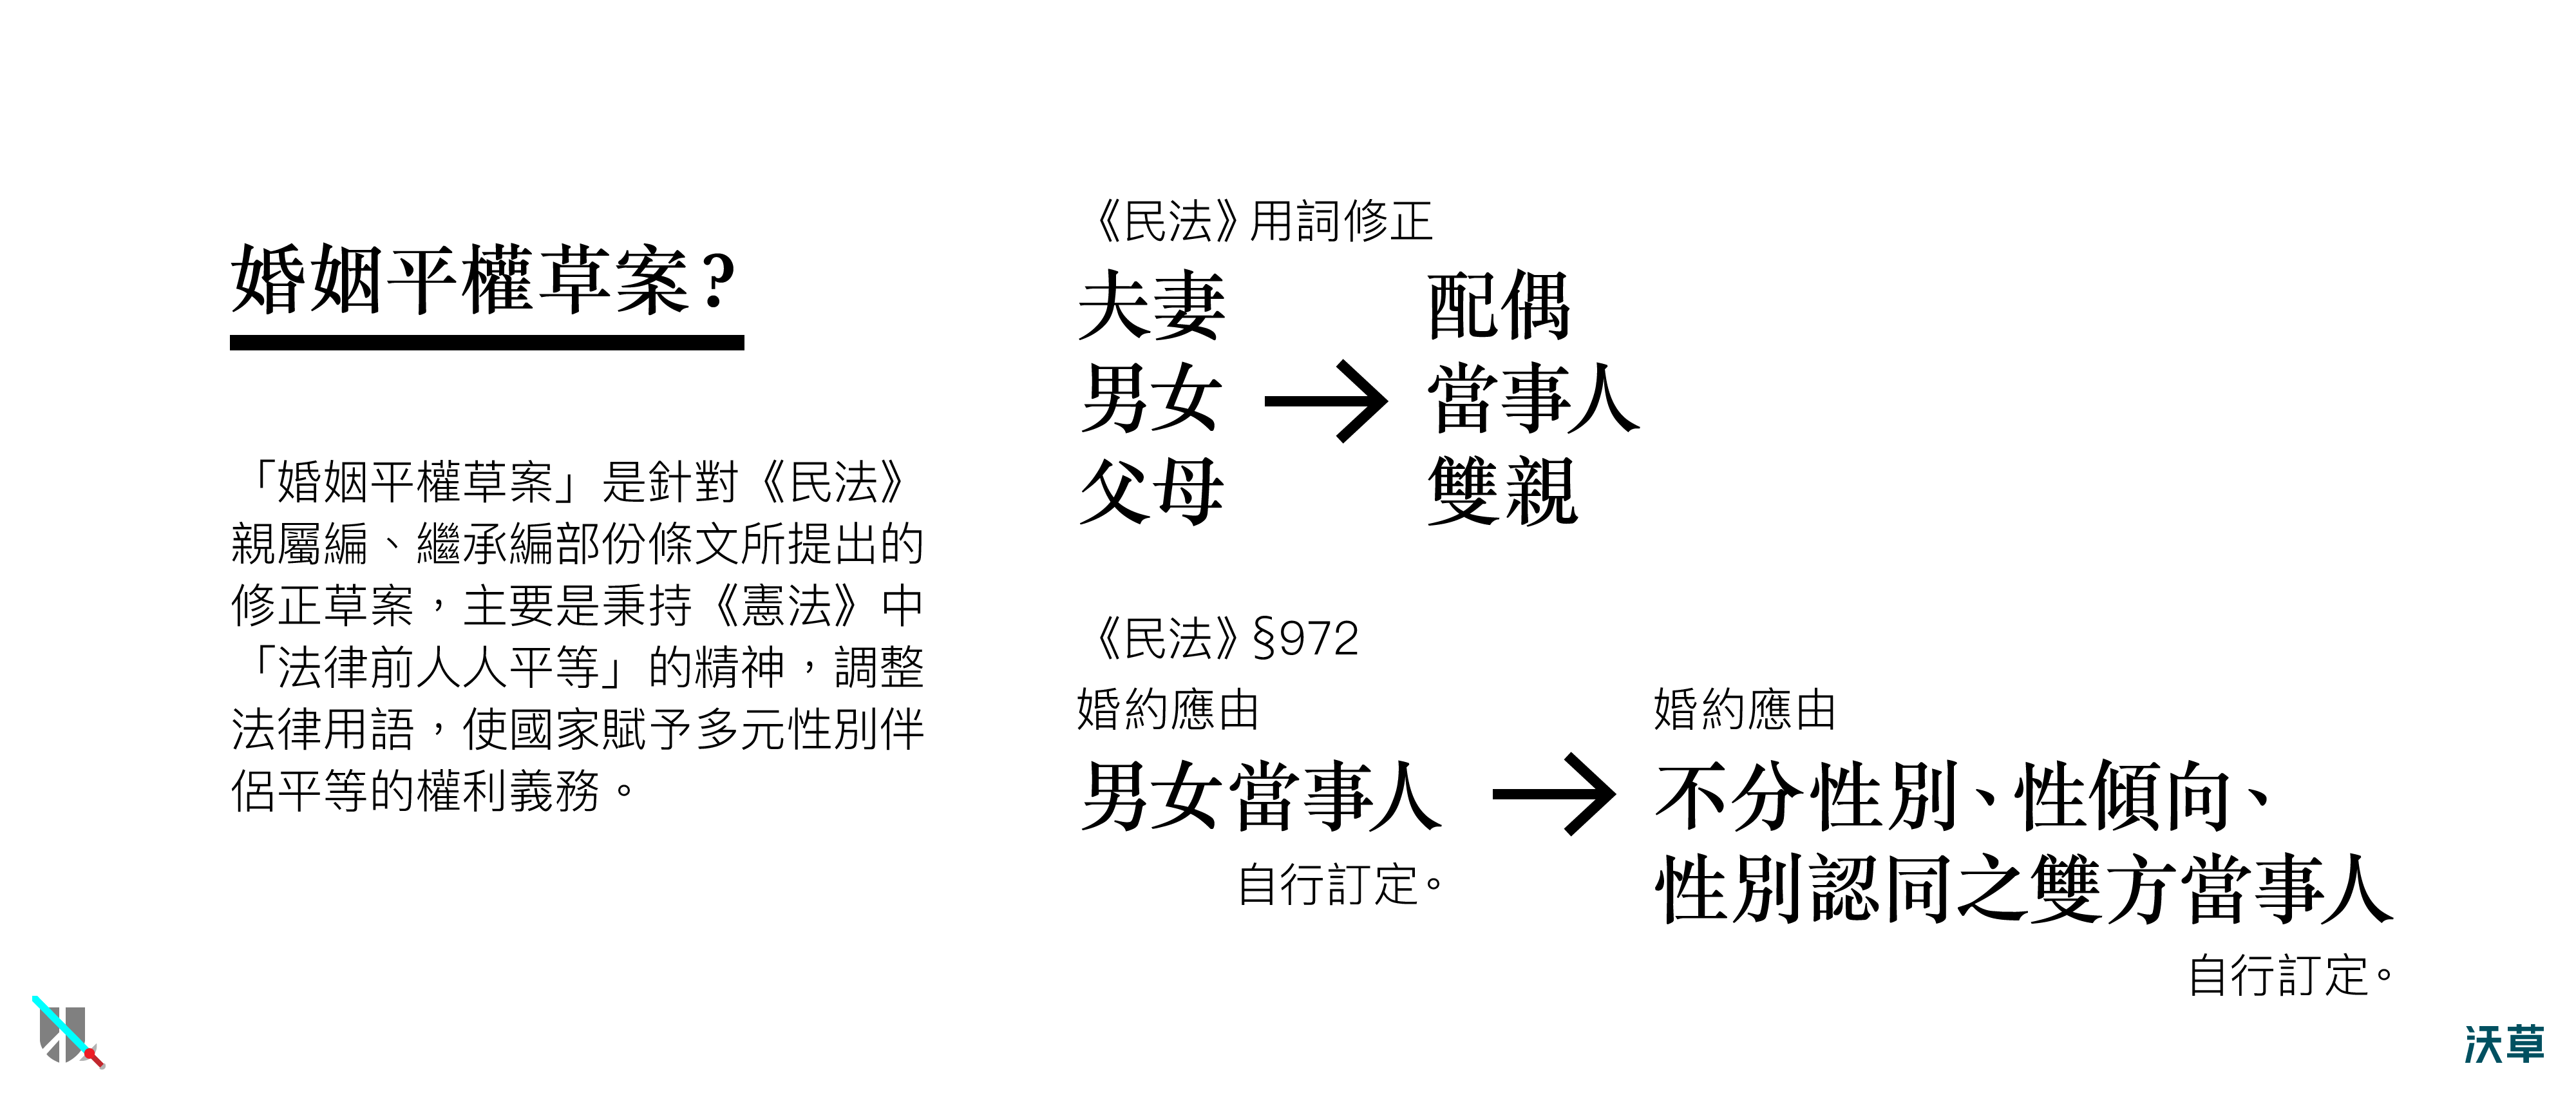 婚姻平權草案?
「婚姻平權草案」是針對《民法》
親屬編、繼承編部份條文所提出的
修正草案，主要是秉持《憲法》中
「法律前人人平等」的精神，調整
法律用語，使國家賦予多元性別伴
侶平等的權利義務。
《民法》用詞修正
夫妻
男女
父母
→
配偶
當事人
雙親
《民法》§972
婚約應由
男女當事人
自行訂定。
→
婚約應由
不分性別、性傾向、
性別認同之雙方當事人
自行訂定。
沃草